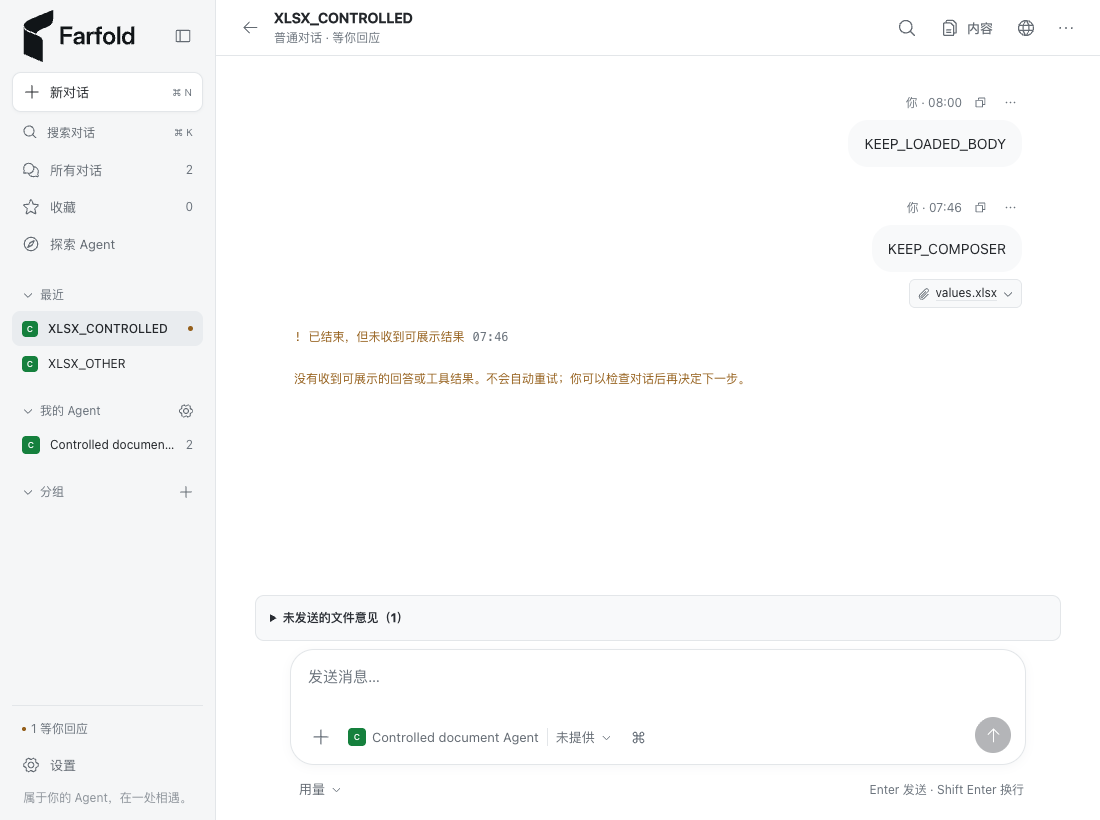 Farfold
新对话 ⌘ N
搜索对话 ⌘ K
所有对话 2
收藏 0
探索 Agent
最近
C XLSX_CONTROLLED
C XLSX_OTHER
我的 Agent
C Controlled documen... 2
分组
1 等你回应
设置
属于你的 Agent，在一处相遇。
XLSX_CONTROLLED
普通对话 · 等你回应
内容
你 · 08:00
KEEP_LOADED_BODY
你 · 07:46
KEEP_COMPOSER
values.xlsx
! 已结束，但未收到可展示结果 07:46
没有收到可展示的回答或工具结果。不会自动重试；你可以检查对话后再决定下一步。
未发送的文件意见（1）
发送消息...
C Controlled document Agent 未提供 ⌘
用量
Enter 发送 · Shift Enter 换行